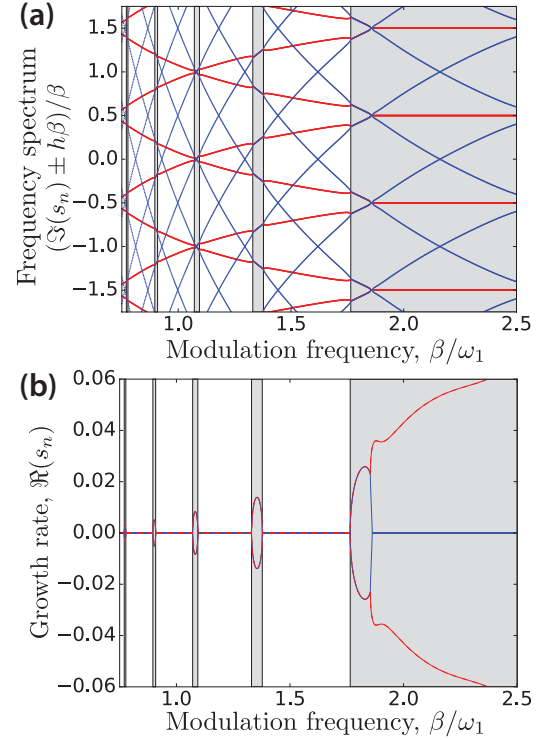 (a)
Frequency spectrum
(ℑ(sₙ) ± hβ)/β
1.5
1.0
0.5
0.0
−0.5
−1.0
−1.5
1.0 1.5 2.0 2.5
Modulation frequency, β/ω₁
(b)
Growth rate, ℜ(sₙ)
0.06
0.04
0.02
0.00
−0.02
−0.04
−0.06
1.0 1.5 2.0 2.5
Modulation frequency, β/ω₁